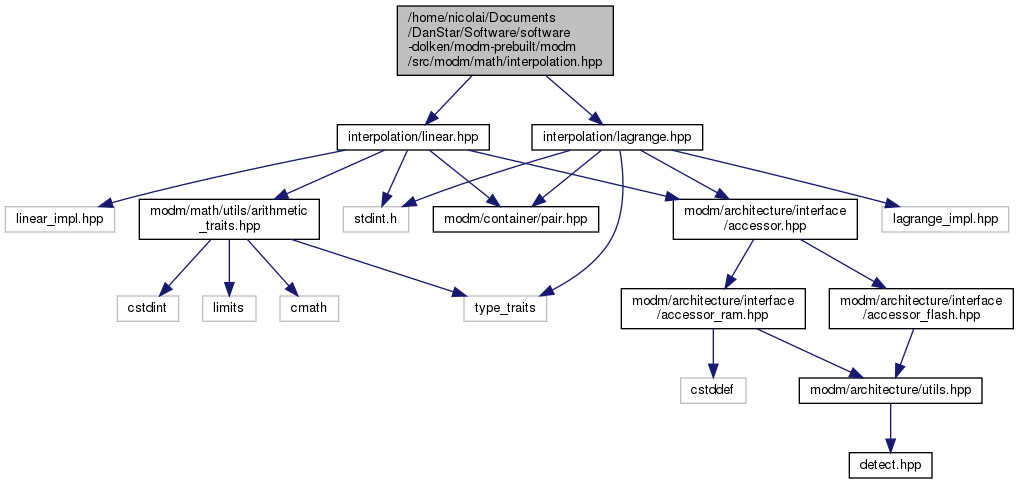 /home/nicolai/Documents
/DanStar/Software/software
-dolken/modm-prebuilt/modm
/src/modm/math/interpolation.hpp
interpolation/linear.hpp
interpolation/lagrange.hpp
linear_impl.hpp
modm/math/utils/arithmetic
_traits.hpp
stdint.h
modm/container/pair.hpp
modm/architecture/interface
/accessor.hpp
lagrange_impl.hpp
cstdint
limits
cmath
type_traits
modm/architecture/interface
/accessor_ram.hpp
modm/architecture/interface
/accessor_flash.hpp
cstddef
modm/architecture/utils.hpp
detect.hpp